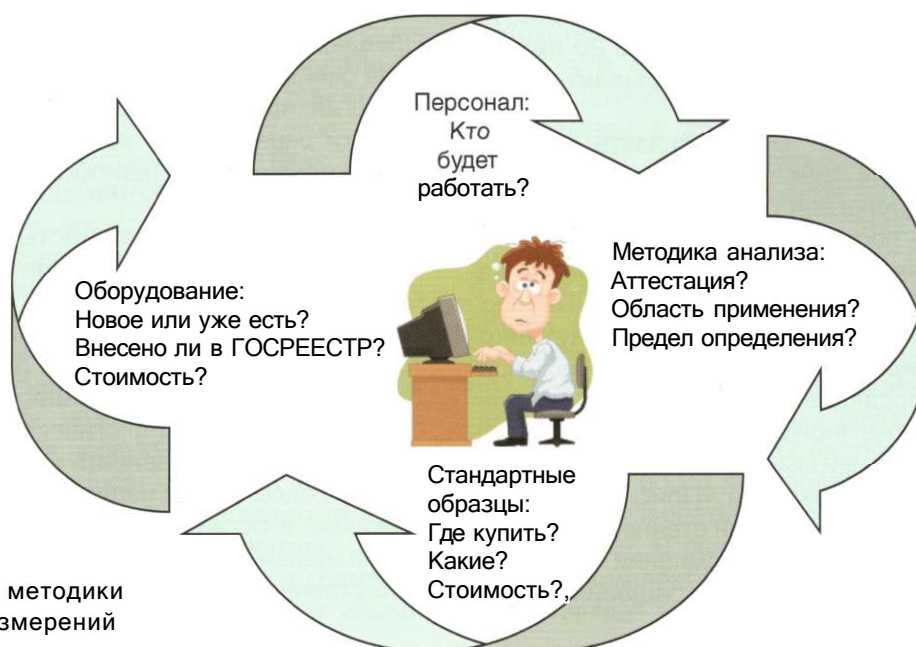 Персонал:
Кто
будет
работать?
Методика анализа:
Аттестация?
Область применения?
Предел определения?
Оборудование:
Новое или уже есть?
Внесено ли в ГОСРЕЕСТР?
Стоимость?
Стандартные
образцы:
Где купить?
Какие?
Стоимость?,
методики
змерений